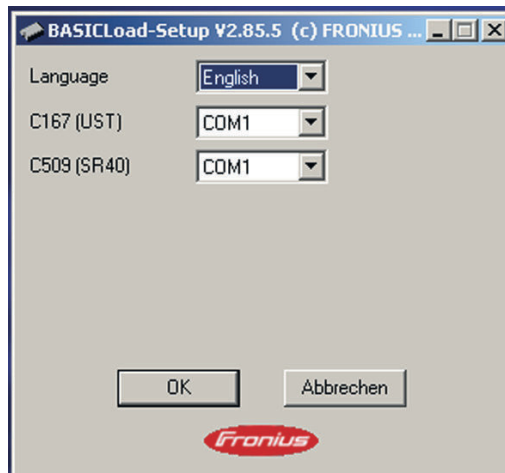 BASICLoad-Setup V2.85.5 (c) FRONIUS ...
Language English
C167 (UST) COM1
C509 (SR40) COM1
OK Abbrechen
Fronius